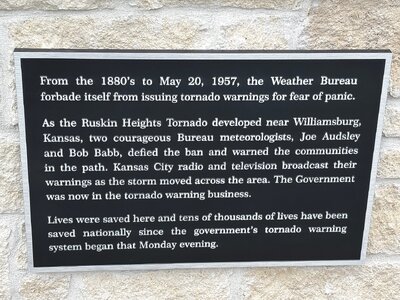 From the 1880's to May 20, 1957, the Weather Bureau
forbade itself from issuing tornado warnings for fear of panic.
As the Ruskin Heights Tornado developed near Williamsburg,
Kansas, two courageous Bureau meteorologists, Joe Audsley
and Bob Babb, defied the ban and warned the communities
in the path. Kansas City radio and television broadcast their
warnings as the storm moved across the area. The Government
was now in the tornado warning business.
Lives were saved here and tens of thousands of lives have been
saved nationally since the government's tornado warning
system began that Monday evening.